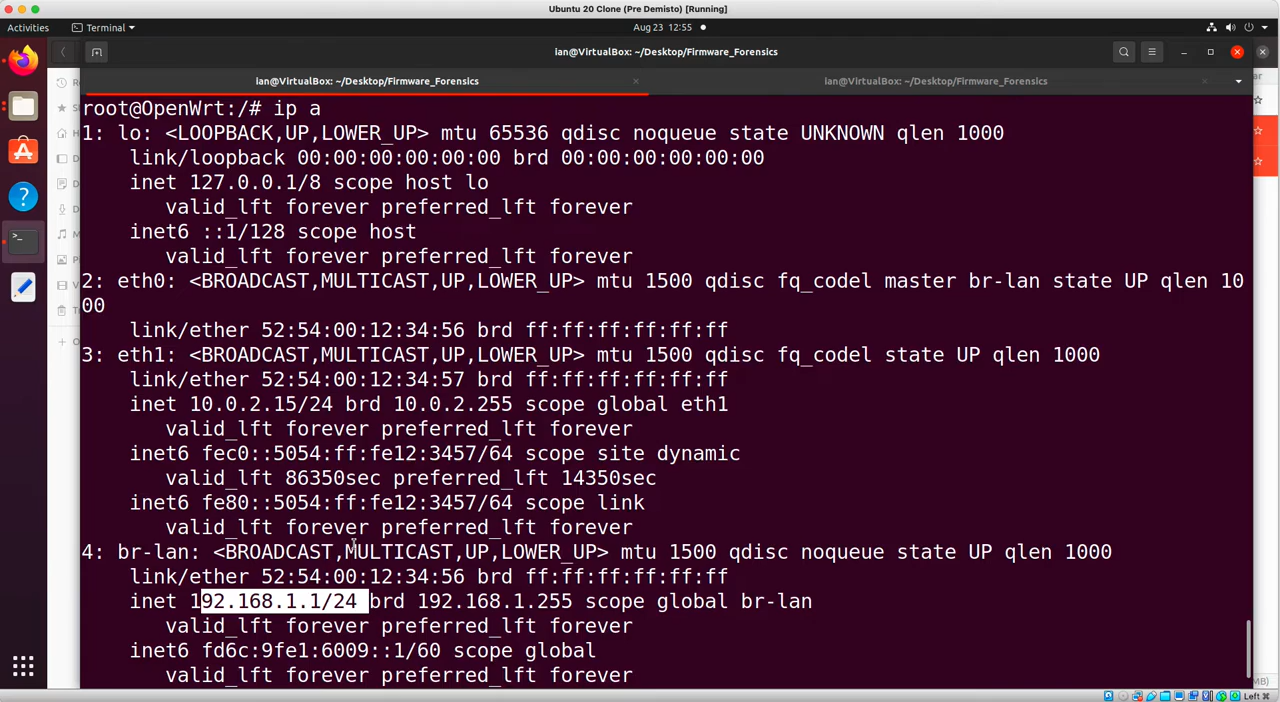 Ubuntu 20 Clone (Pre Demisto) [Running]
Activities
Terminal
Aug 23 12:55
ian@VirtualBox: ~/Desktop/Firmware_Forensics
ian@VirtualBox: ~/Desktop/Firmware_Forensics
ian@VirtualBox: ~/Desktop/Firmware_Forensics
root@OpenWrt:/# ip a
1: lo: <LOOPBACK,UP,LOWER_UP> mtu 65536 qdisc noqueue state UNKNOWN qlen 1000
link/loopback 00:00:00:00:00:00 brd 00:00:00:00:00:00
inet 127.0.0.1/8 scope host lo
valid_lft forever preferred_lft forever
inet6 ::1/128 scope host
valid_lft forever preferred_lft forever
2: eth0: <BROADCAST,MULTICAST,UP,LOWER_UP> mtu 1500 qdisc fq_codel master br-lan state UP qlen 10
00
link/ether 52:54:00:12:34:56 brd ff:ff:ff:ff:ff:ff
3: eth1: <BROADCAST,MULTICAST,UP,LOWER_UP> mtu 1500 qdisc fq_codel state UP qlen 1000
link/ether 52:54:00:12:34:57 brd ff:ff:ff:ff:ff:ff
inet 10.0.2.15/24 brd 10.0.2.255 scope global eth1
valid_lft forever preferred_lft forever
inet6 fec0::5054:ff:fe12:3457/64 scope site dynamic
valid_lft 86350sec preferred_lft 14350sec
inet6 fe80::5054:ff:fe12:3457/64 scope link
valid_lft forever preferred_lft forever
4: br-lan: <BROADCAST,MULTICAST,UP,LOWER_UP> mtu 1500 qdisc noqueue state UP qlen 1000
link/ether 52:54:00:12:34:56 brd ff:ff:ff:ff:ff:ff
inet 192.168.1.1/24 brd 192.168.1.255 scope global br-lan
valid_lft forever preferred_lft forever
inet6 fd6c:9fe1:6009::1/60 scope global
valid_lft forever preferred_lft forever
Left ⌘